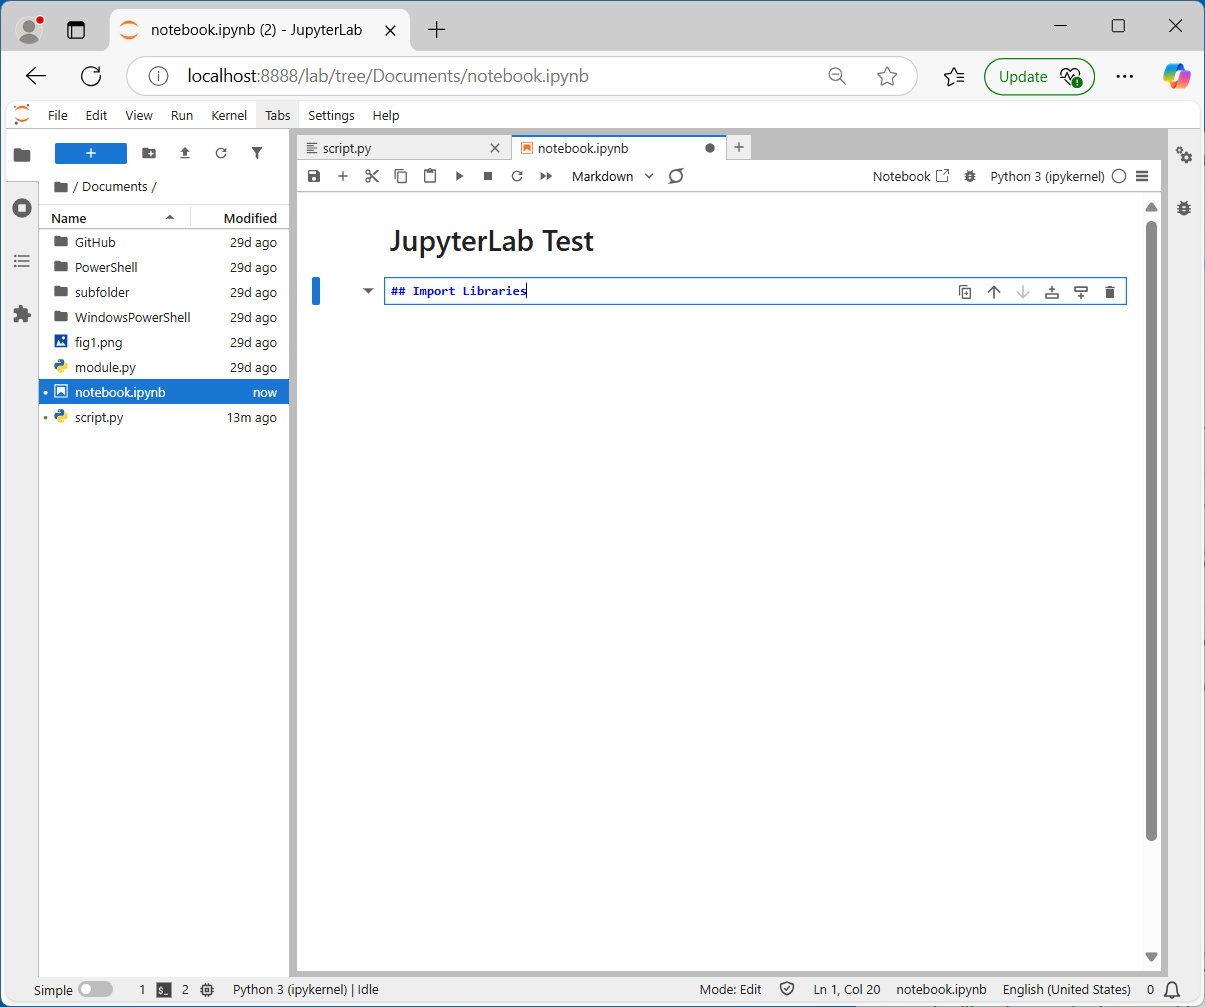 notebook.ipynb (2) - JupyterLab
localhost:8888/lab/tree/Documents/notebook.ipynb
Update
File Edit View Run Kernel Tabs Settings Help
script.py
notebook.ipynb
Markdown
Notebook
Python 3 (ipykernel)
/ Documents /
Name Modified
GitHub 29d ago
PowerShell 29d ago
subfolder 29d ago
WindowsPowerShell 29d ago
fig1.png 29d ago
module.py 29d ago
notebook.ipynb now
script.py 13m ago
JupyterLab Test
## Import Libraries
Simple 1 2 Python 3 (ipykernel) | Idle Mode: Edit Ln 1, Col 20 notebook.ipynb English (United States) 0